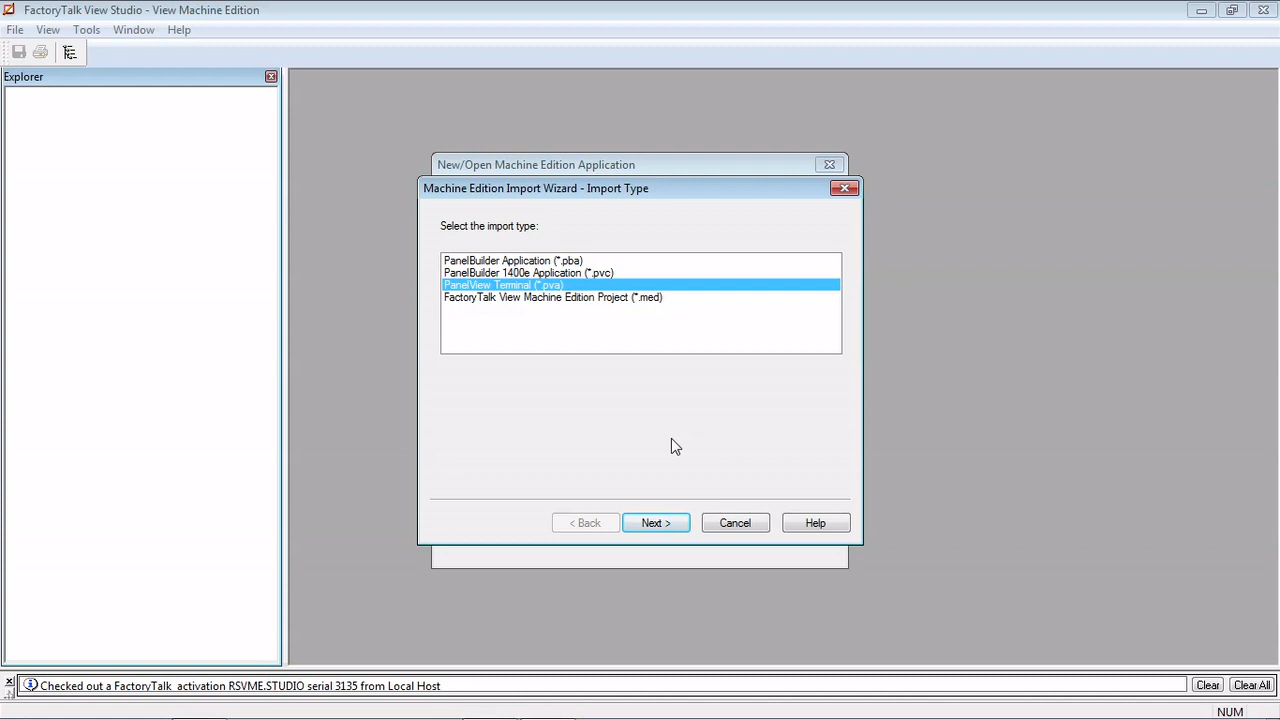 FactoryTalk View Studio - View Machine Edition
File View Tools Window Help
Explorer
New/Open Machine Edition Application
Machine Edition Import Wizard - Import Type
Select the import type:
PanelBuilder Application (*.pba)
PanelBuilder 1400e Application (*.pvc)
PanelView Terminal (*.pva)
FactoryTalk View Machine Edition Project (*.med)
< Back Next > Cancel Help
Checked out a FactoryTalk activation RSVME.STUDIO serial 3135 from Local Host
Clear Clear All
NUM